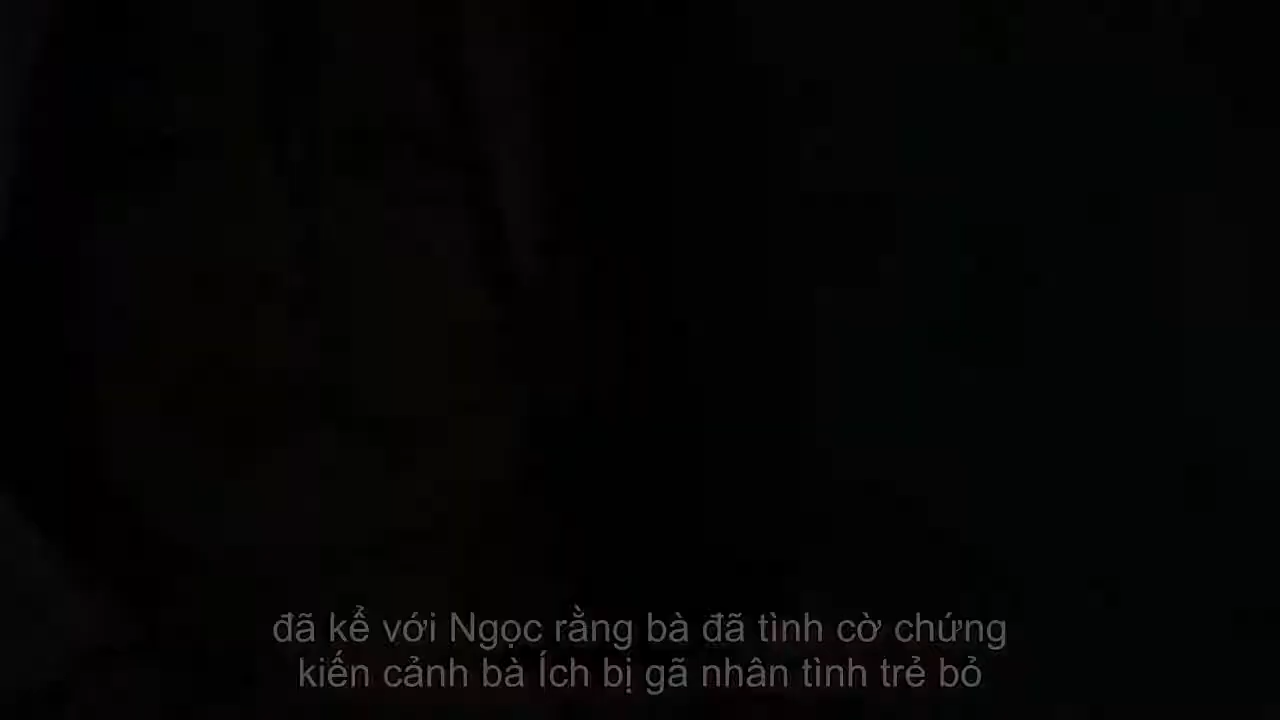 đã kể với Ngọc rằng bà đã tình cờ chứng
kiến cảnh bà Ích bị gã nhân tình trẻ bỏ